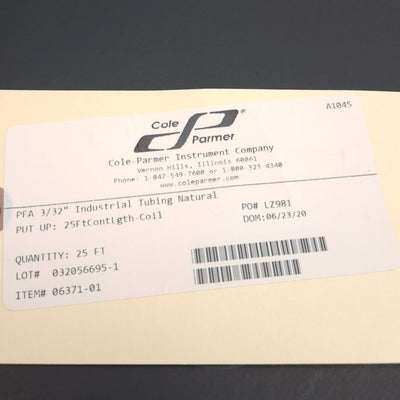 A1045
Cole
Parmer®
Cole-Parmer Instrument Company
Vernon Hills, Illinois 60061
Phone: 1-847-549-7600 or 1-800-323-4340
www.coleparmer.com
PFA 3/32" Industrial Tubing Natural
PUT UP: 25FtContLgth-Coil
PO# LZ981
DOM:06/23/20
QUANTITY: 25 FT
LOT# 032056695-1
ITEM# 06371-01